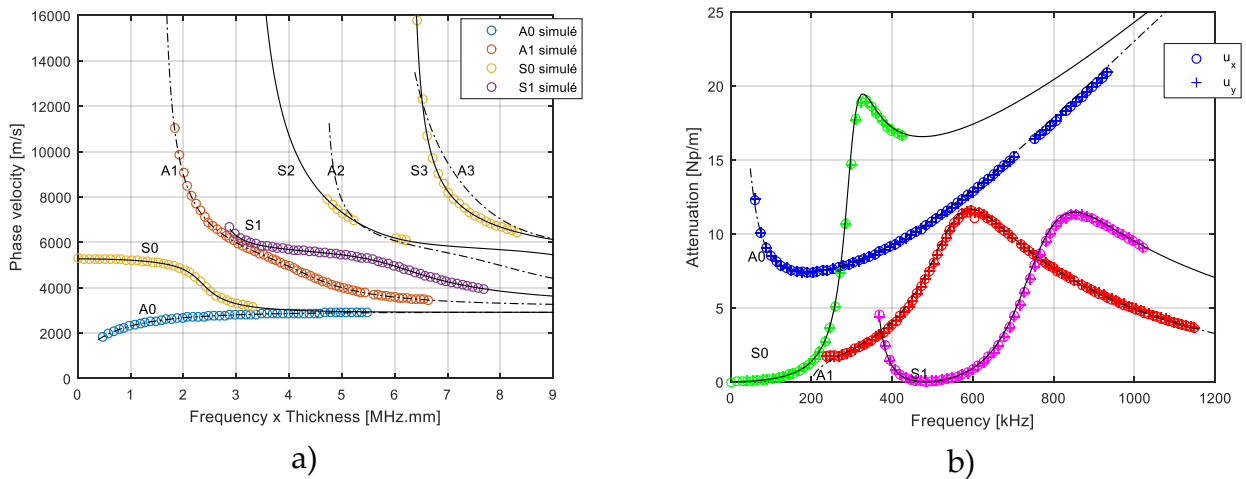 16000
14000
12000
10000
8000
6000
4000
2000
0
Phase velocity [m/s]
A0 simulé
A1 simulé
S0 simulé
S1 simulé
A1
S2
A2
S3
A3
S1
S0
A0
0 1 2 3 4 5 6 7 8 9
Frequency x Thickness [MHz.mm]
a)
25
20
15
10
5
0
Attenuation [Np/m]
u_x
u_y
A0
S0
A1
S1
0 200 400 600 800 1000 1200
Frequency [kHz]
b)